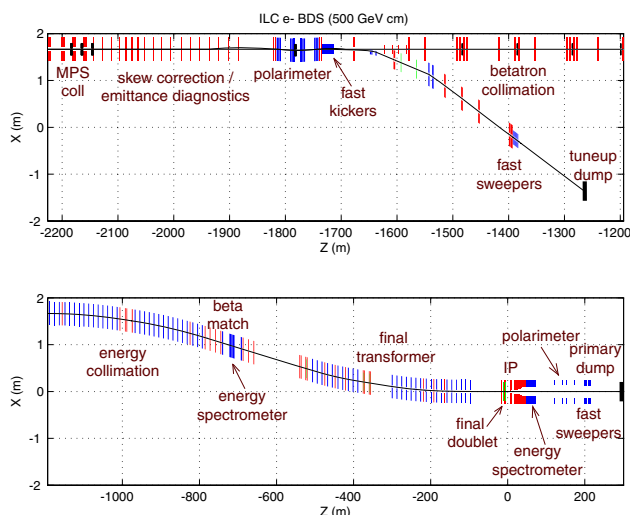 ILC e- BDS (500 GeV cm)
2
1
0
-1
-2
X (m)
MPS
coll
skew correction /
emittance diagnostics
polarimeter
fast
kickers
betatron
collimation
fast
sweepers
tuneup
dump
-2200 -2100 -2000 -1900 -1800 -1700 -1600 -1500 -1400 -1300 -1200
Z (m)
2
1
0
-1
-2
X (m)
energy
collimation
beta
match
energy
spectrometer
final
transformer
IP
polarimeter
primary
dump
final
doublet
energy
spectrometer
fast
sweepers
-1000 -800 -600 -400 -200 0 200
Z (m)